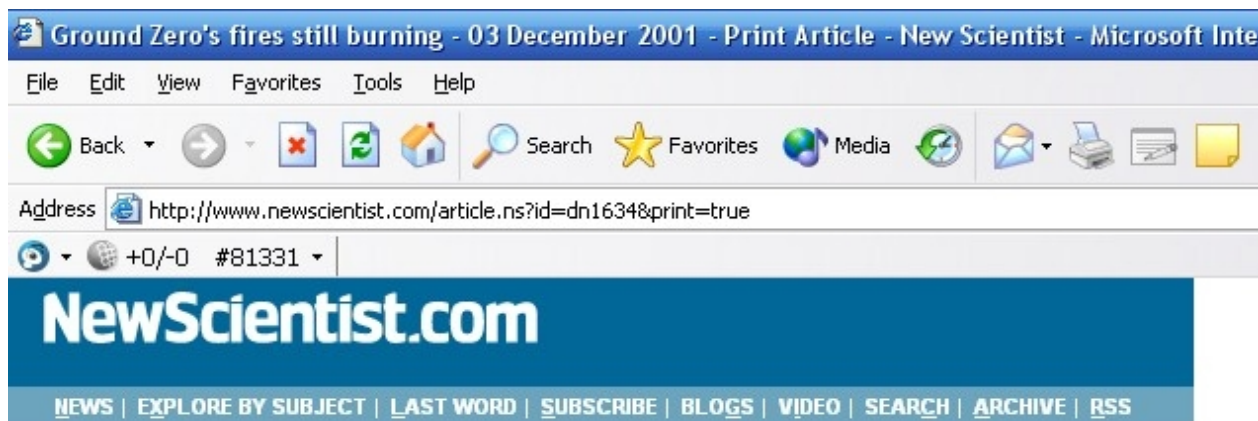 Ground Zero's fires still burning - 03 December 2001 - Print Article - New Scientist - Microsoft Inte
File Edit View Favorites Tools Help
Back Search Favorites Media
Address http://www.newscientist.com/article.ns?id=dn1634&print=true
+0/-0 #81331
NewScientist.com
NEWS | EXPLORE BY SUBJECT | LAST WORD | SUBSCRIBE | BLOGS | VIDEO | SEARCH | ARCHIVE | RSS